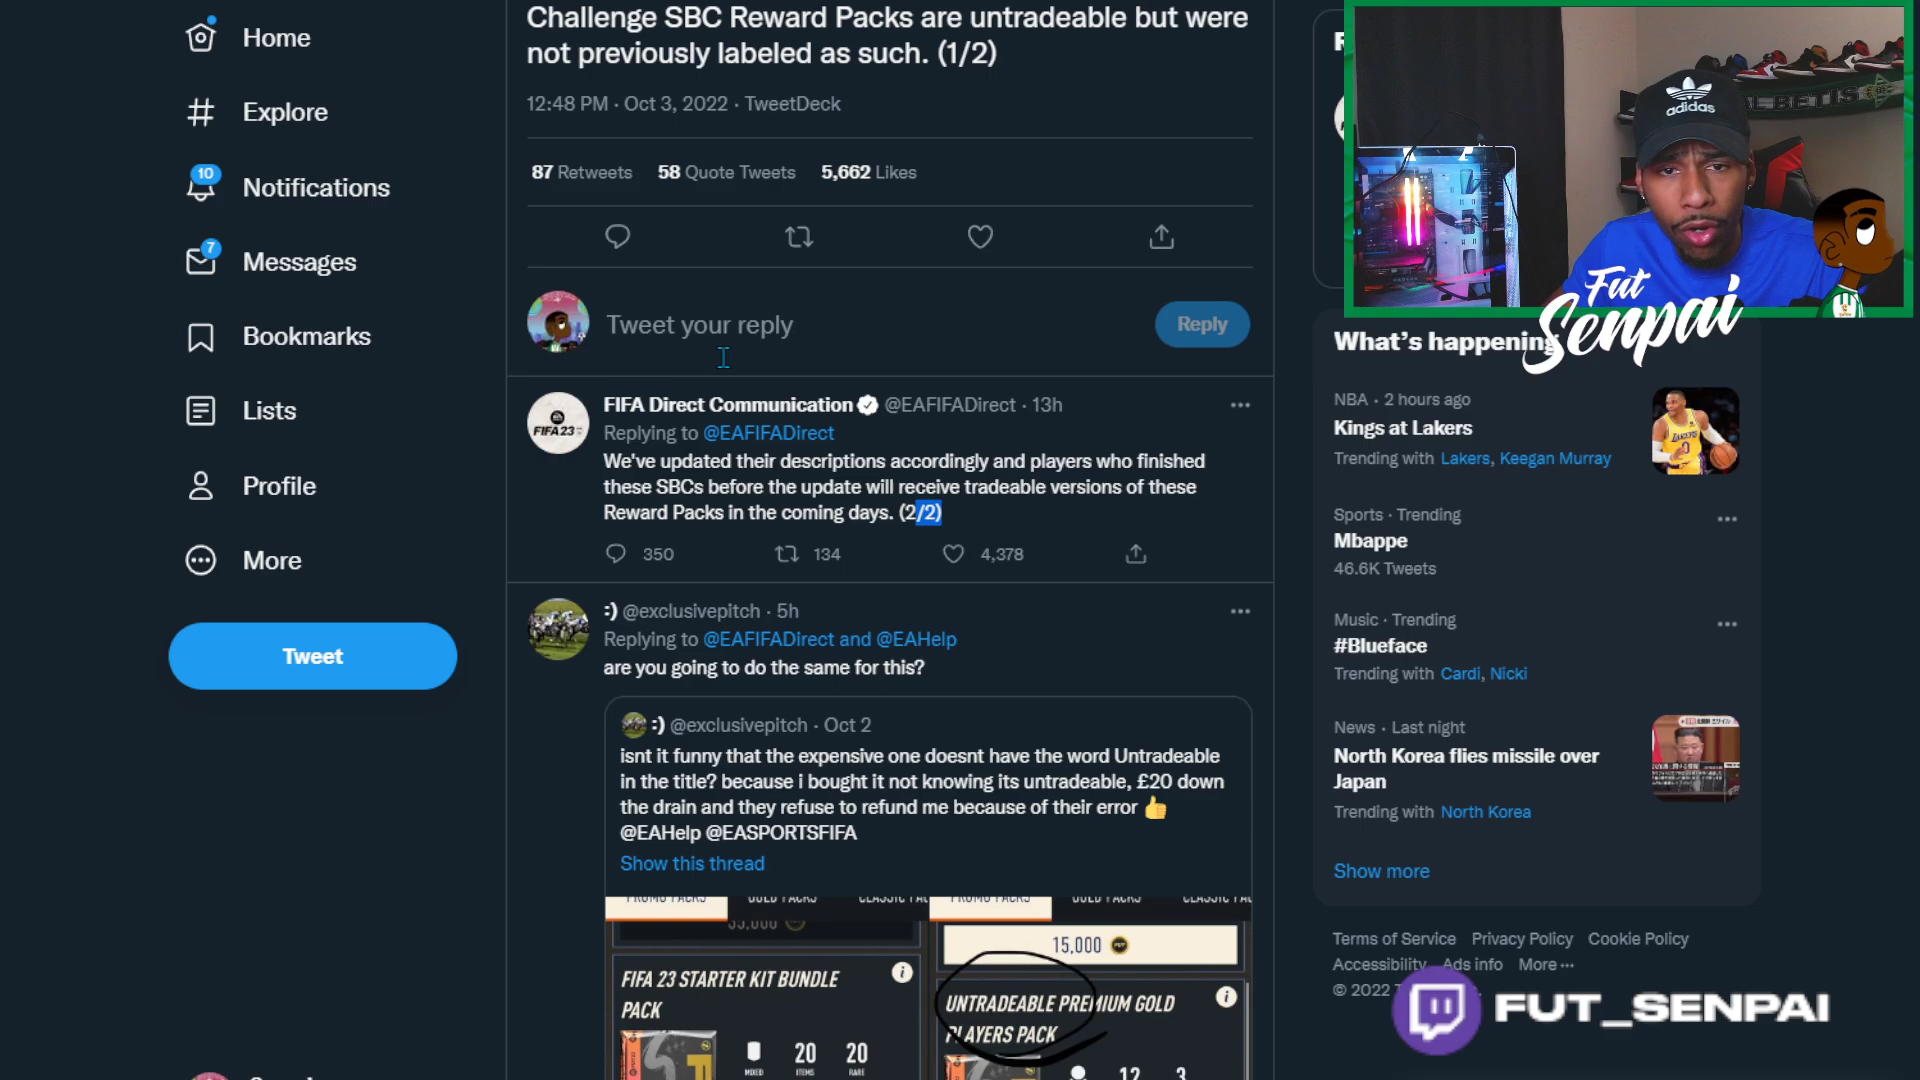 Challenge SBC Reward Packs are untradeable but were
not previously labeled as such. (1/2)
12:48 PM · Oct 3, 2022 · TweetDeck
87 Retweets 58 Quote Tweets 5,662 Likes
Tweet your reply
Reply
FIFA Direct Communication @EAFIFADirect · 13h
Replying to @EAFIFADirect
We've updated their descriptions accordingly and players who finished
these SBCs before the update will receive tradeable versions of these
Reward Packs in the coming days. (2/2)
350 134 4,378
:) @exclusivepitch · 5h
Replying to @EAFIFADirect and @EAHelp
are you going to do the same for this?
:) @exclusivepitch · Oct 2
isnt it funny that the expensive one doesnt have the word Untradeable
in the title? because i bought it not knowing its untradeable, £20 down
the drain and they refuse to refund me because of their error 👍
@EAHelp @EASPORTSFIFA
Show this thread
PROMO PACKS GOLD PACKS PROMO PACKS GOLD PACKS
15,000
FIFA 23 STARTER KIT BUNDLE
PACK
20 20
MIXED ITEMS RARE
UNTRADEABLE PREMIUM GOLD
PLAYERS PACK
12 3
Home
Explore
10
Notifications
7
Messages
Bookmarks
Lists
Profile
More
Tweet
FIFA 23
adidas
BETIS
Fut
Senpai
What's happening
NBA · 2 hours ago
Kings at Lakers
Trending with Lakers, Keegan Murray
Sports · Trending
Mbappe
46.6K Tweets
Music · Trending
#Blueface
Trending with Cardi, Nicki
News · Last night
North Korea flies missile over
Japan
Trending with North Korea
Show more
Terms of Service Privacy Policy Cookie Policy
Accessibility Ads info More
© 2022
FUT_SENPAI